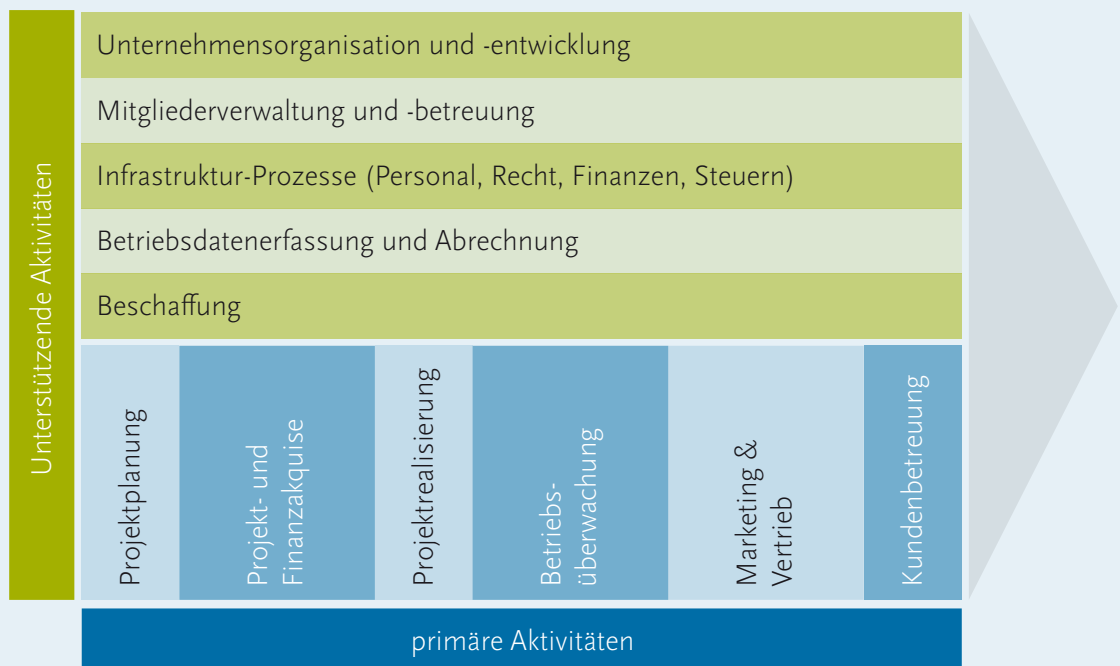 Unterstützende Aktivitäten
Unternehmensorganisation und -entwicklung
Mitgliederverwaltung und -betreuung
Infrastruktur-Prozesse (Personal, Recht, Finanzen, Steuern)
Betriebsdatenerfassung und Abrechnung
Beschaffung
Projektplanung
Projekt- und
Finanzakquise
Projektrealisierung
Betriebs-
überwachung
Marketing &
Vertrieb
Kundenbetreuung
primäre Aktivitäten